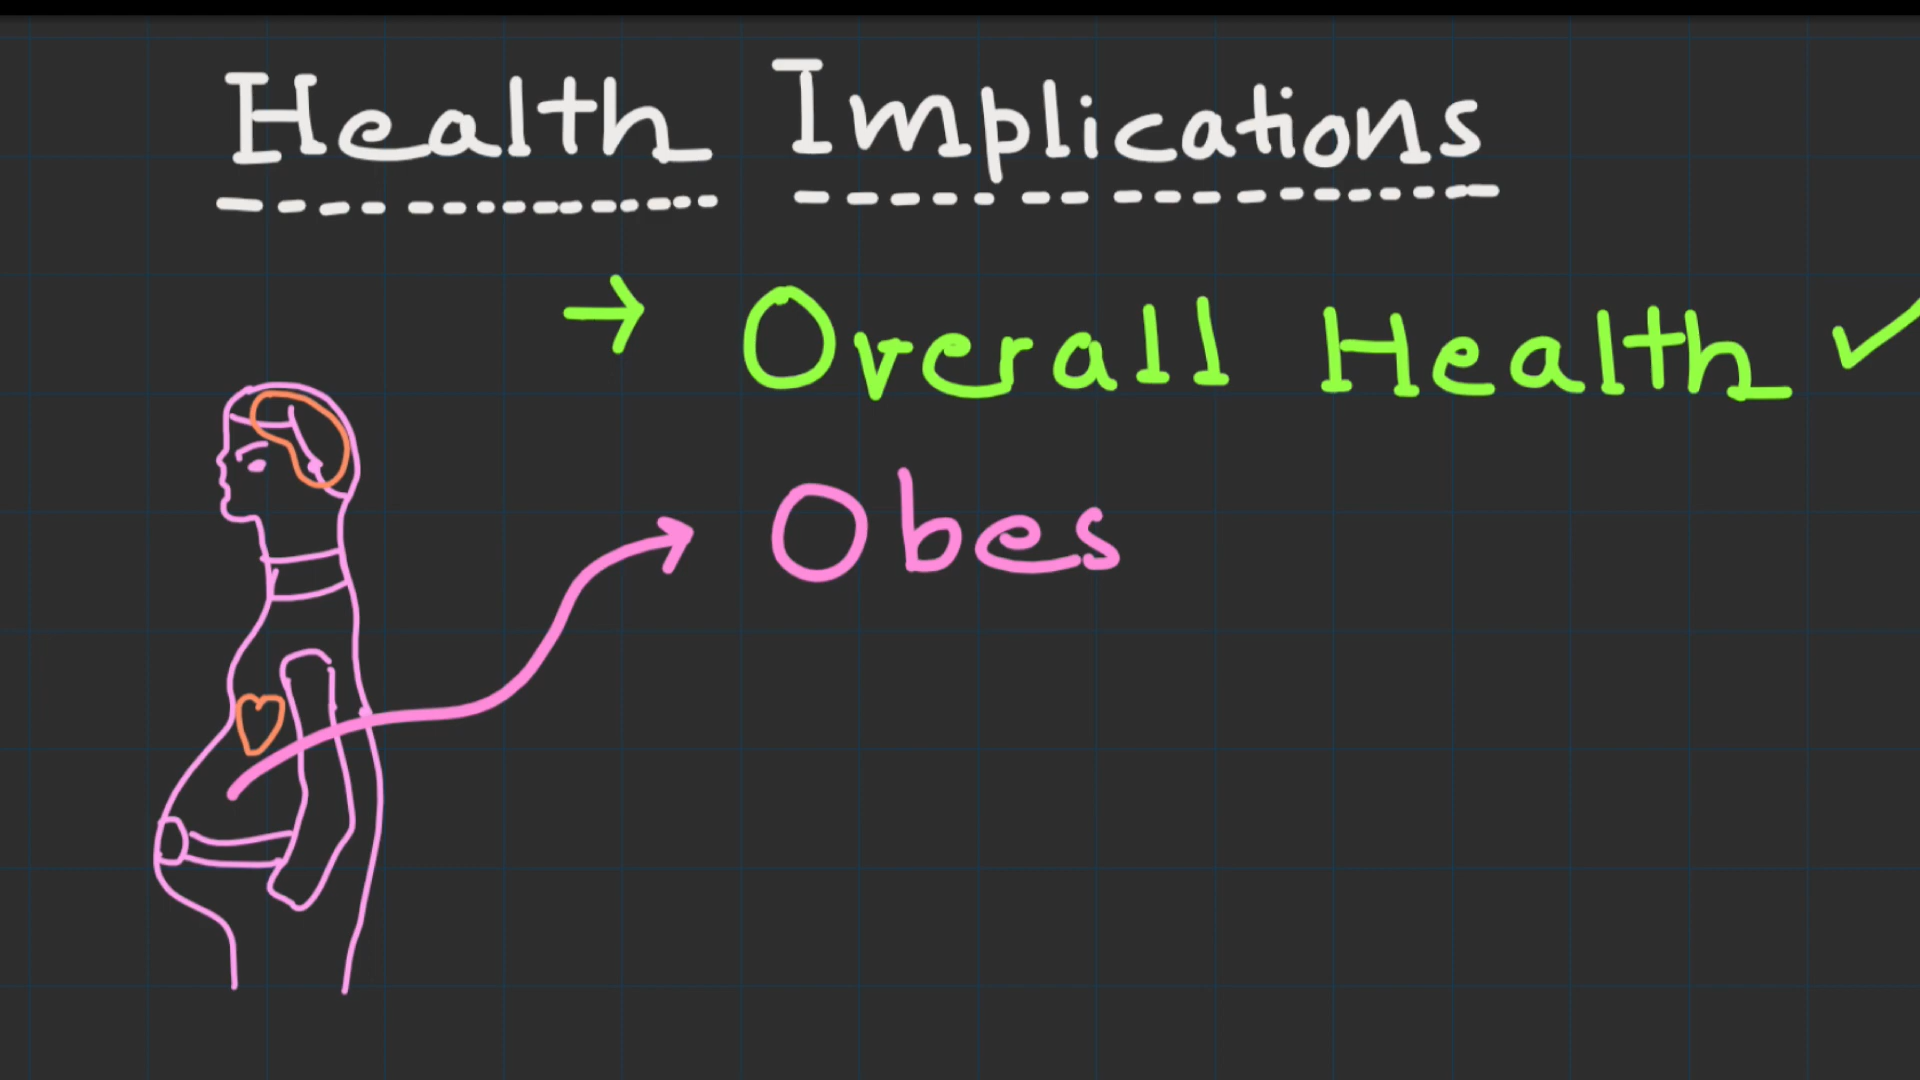 Health Implications
→ Overall Health ✓
Obes